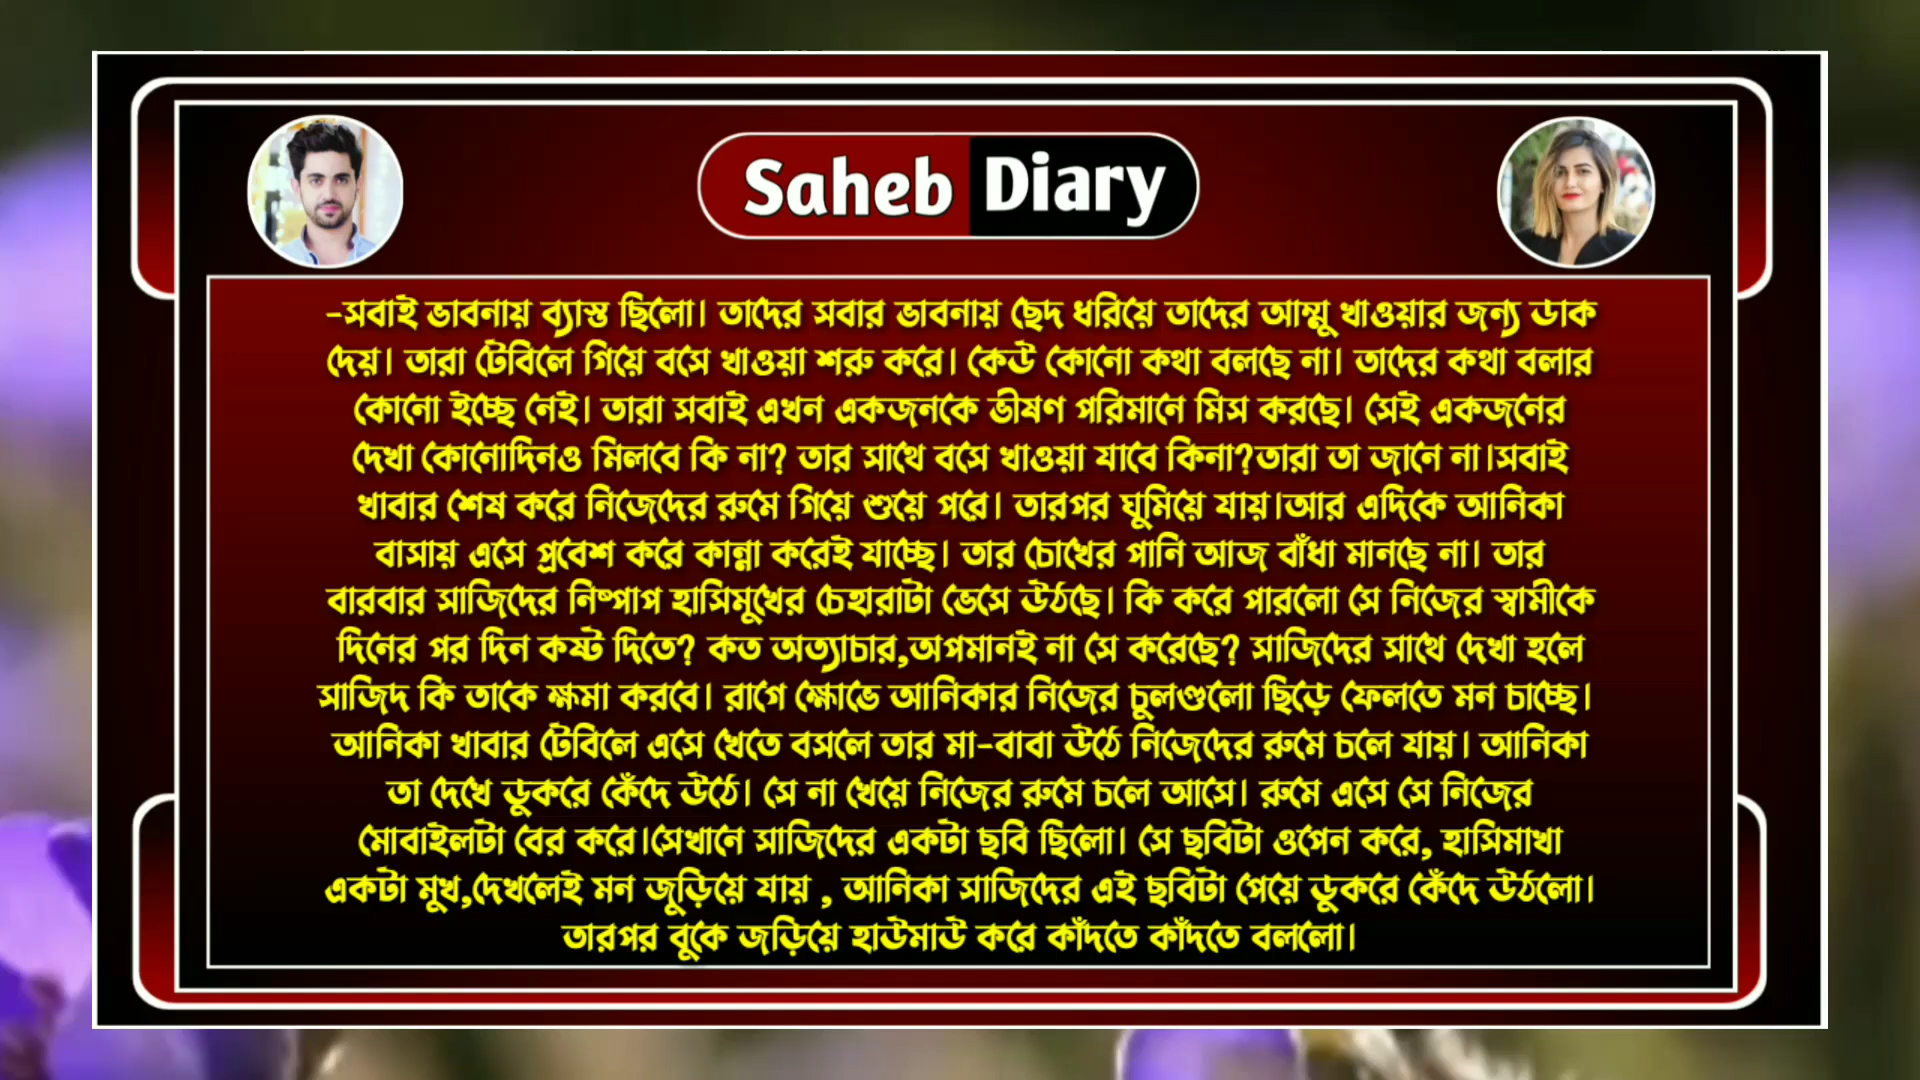 Saheb Diary
-সবাই ভাবনায় ব্যাস্ত ছিলো। তাদের সবার ভাবনায় ছেদ ধরিয়ে তাদের আম্মু খাওয়ার জন্য ডাক
দেয়। তারা টেবিলে গিয়ে বসে খাওয়া শরু করে। কেউ কোনো কথা বলছে না। তাদের কথা বলার
কোনো ইচ্ছে নেই। তারা সবাই এখন একজনকে ভীষণ পরিমানে মিস করছে। সেই একজনের
দেখা কোনোদিনও মিলবে কি না? তার সাথে বসে খাওয়া যাবে কিনা?তারা তা জানে না।সবাই
খাবার শেষ করে নিজেদের রুমে গিয়ে শুয়ে পরে। তারপর ঘুমিয়ে যায়।আর এদিকে আনিকা
বাসায় এসে প্রবেশ করে কান্না করেই যাচ্ছে। তার চোখের পানি আজ বাঁধা মানছে না। তার
বারবার সাজিদের নিষ্পাপ হাসিমুখের চেহারাটা ভেসে উঠছে। কি করে পারলো সে নিজের স্বামীকে
দিনের পর দিন কষ্ট দিতে? কত অত্যাচার,অপমানই না সে করেছে? সাজিদের সাথে দেখা হলে
সাজিদ কি তাকে ক্ষমা করবে। রাগে ক্ষোভে আনিকার নিজের চুলগুলো ছিড়ে ফেলতে মন চাচ্ছে।
আনিকা খাবার টেবিলে এসে খেতে বসলে তার মা-বাবা উঠে নিজেদের রুমে চলে যায়। আনিকা
তা দেখে ডুকরে কেঁদে উঠে। সে না খেয়ে নিজের রুমে চলে আসে। রুমে এসে সে নিজের
মোবাইলটা বের করে।সেখানে সাজিদের একটা ছবি ছিলো। সে ছবিটা ওপেন করে, হাসিমাখা
একটা মুখ,দেখলেই মন জুড়িয়ে যায় , আনিকা সাজিদের এই ছবিটা পেয়ে ডুকরে কেঁদে উঠলো।
তারপর বুকে জড়িয়ে হাউমাউ করে কাঁদতে কাঁদতে বললো।